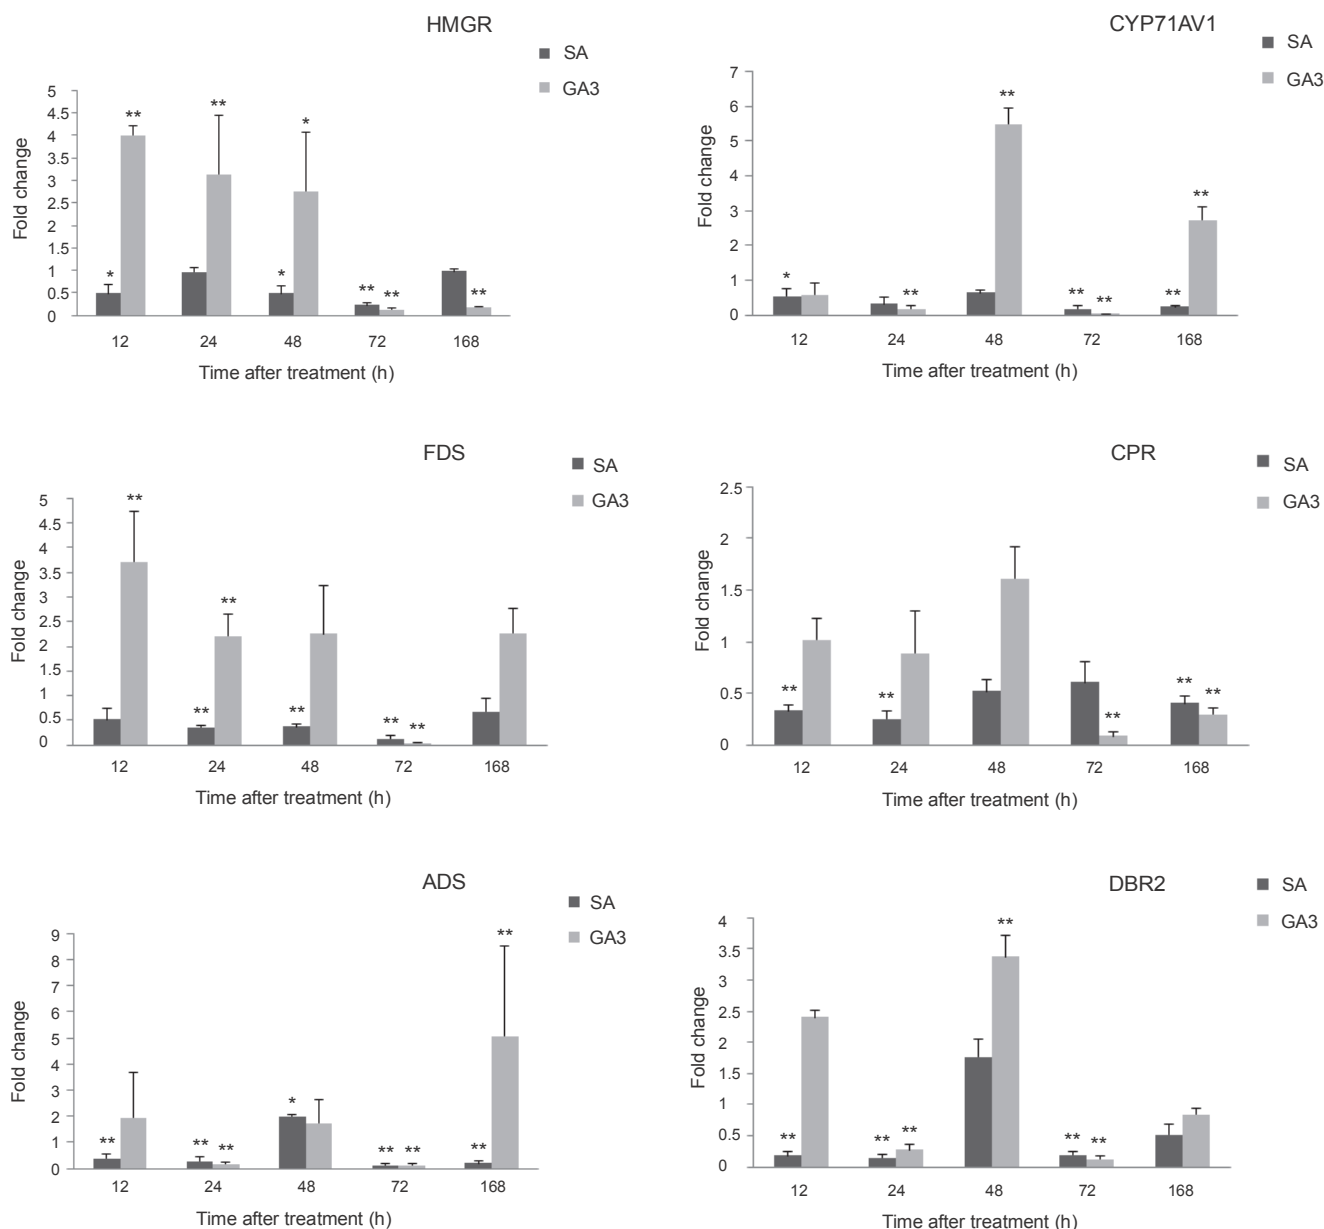 HMGR
SA
GA3
5
4.5
4
3.5
3
2.5
2
1.5
1
0.5
0
Fold change
** ** *
* * ** ** **
12 24 48 72 168
Time after treatment (h)
CYP71AV1
SA
GA3
7
6
5
4
3
2
1
0
Fold change
** **
* ** ** ** **
12 24 48 72 168
Time after treatment (h)
FDS
SA
GA3
5
4.5
4
3.5
3
2.5
2
1.5
1
0.5
0
Fold change
** **
** ** ** **
12 24 48 72 168
Time after treatment (h)
CPR
SA
GA3
2.5
2
1.5
1
0.5
0
Fold change
** ** ** ** **
12 24 48 72 168
Time after treatment (h)
ADS
SA
GA3
9
8
7
6
5
4
3
2
1
0
Fold change
**
** ** ** * ** ** **
12 24 48 72 168
Time after treatment (h)
DBR2
SA
GA3
4
3.5
3
2.5
2
1.5
1
0.5
0
Fold change
**
** ** ** ** **
12 24 48 72 168
Time after treatment (h)